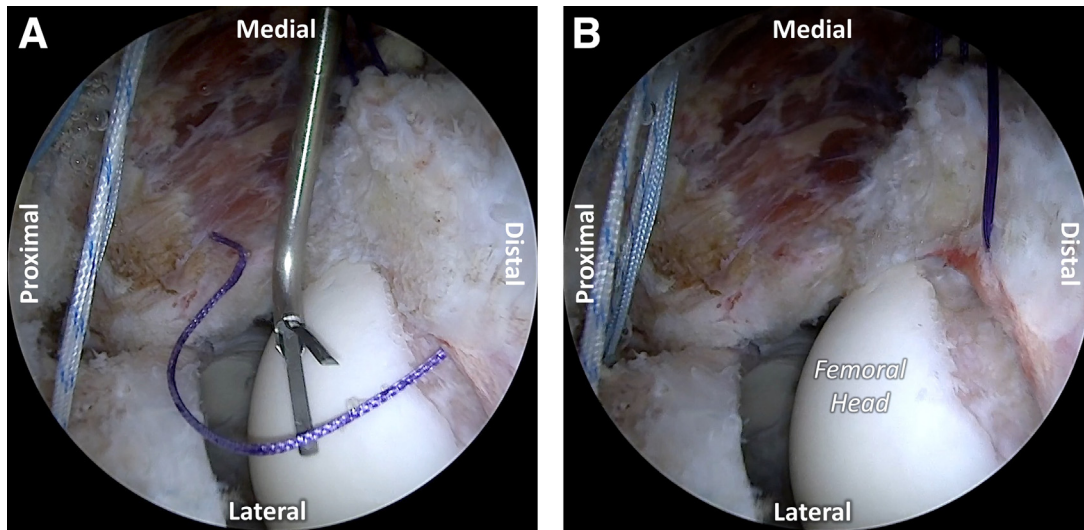 A
Medial
Proximal
Distal
Lateral
B
Medial
Proximal
Distal
Femoral
Head
Lateral